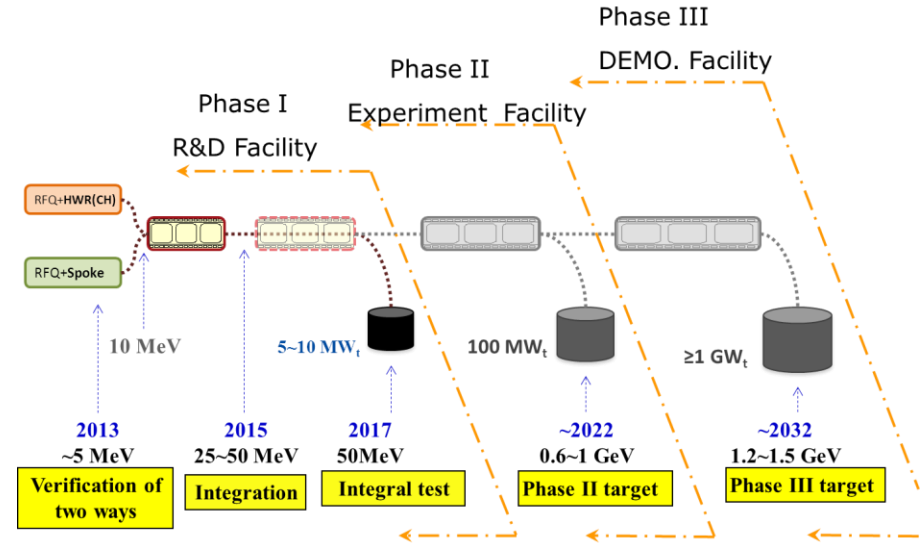 Phase III
DEMO. Facility
Phase II
Experiment Facility
Phase I
R&D Facility
RFQ+HWR(CH)
RFQ+Spoke
10 MeV
5~10 MWt
100 MWt
≥1 GWt
2013
~5 MeV
Verification of
two ways
2015
25~50 MeV
Integration
2017
50MeV
Integral test
~2022
0.6~1 GeV
Phase II target
~2032
1.2~1.5 GeV
Phase III target